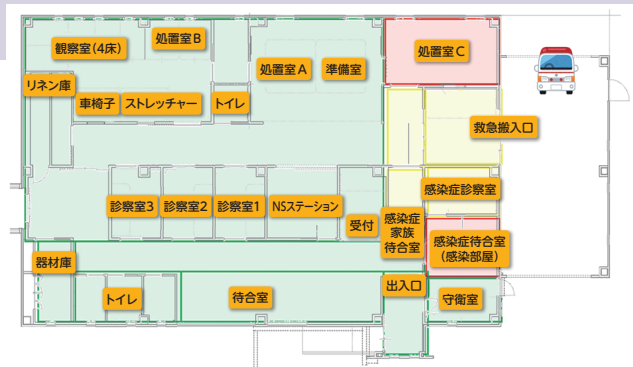 観察室(4床)
処置室B
処置室A
準備室
処置室C
リネン庫
車椅子
ストレッチャー
トイレ
救急搬入口
診察室3
診察室2
診察室1
NSステーション
受付
感染症
家族
待合室
感染症診察室
感染症待合室
(感染部屋)
器材庫
トイレ
待合室
出入口
守衛室